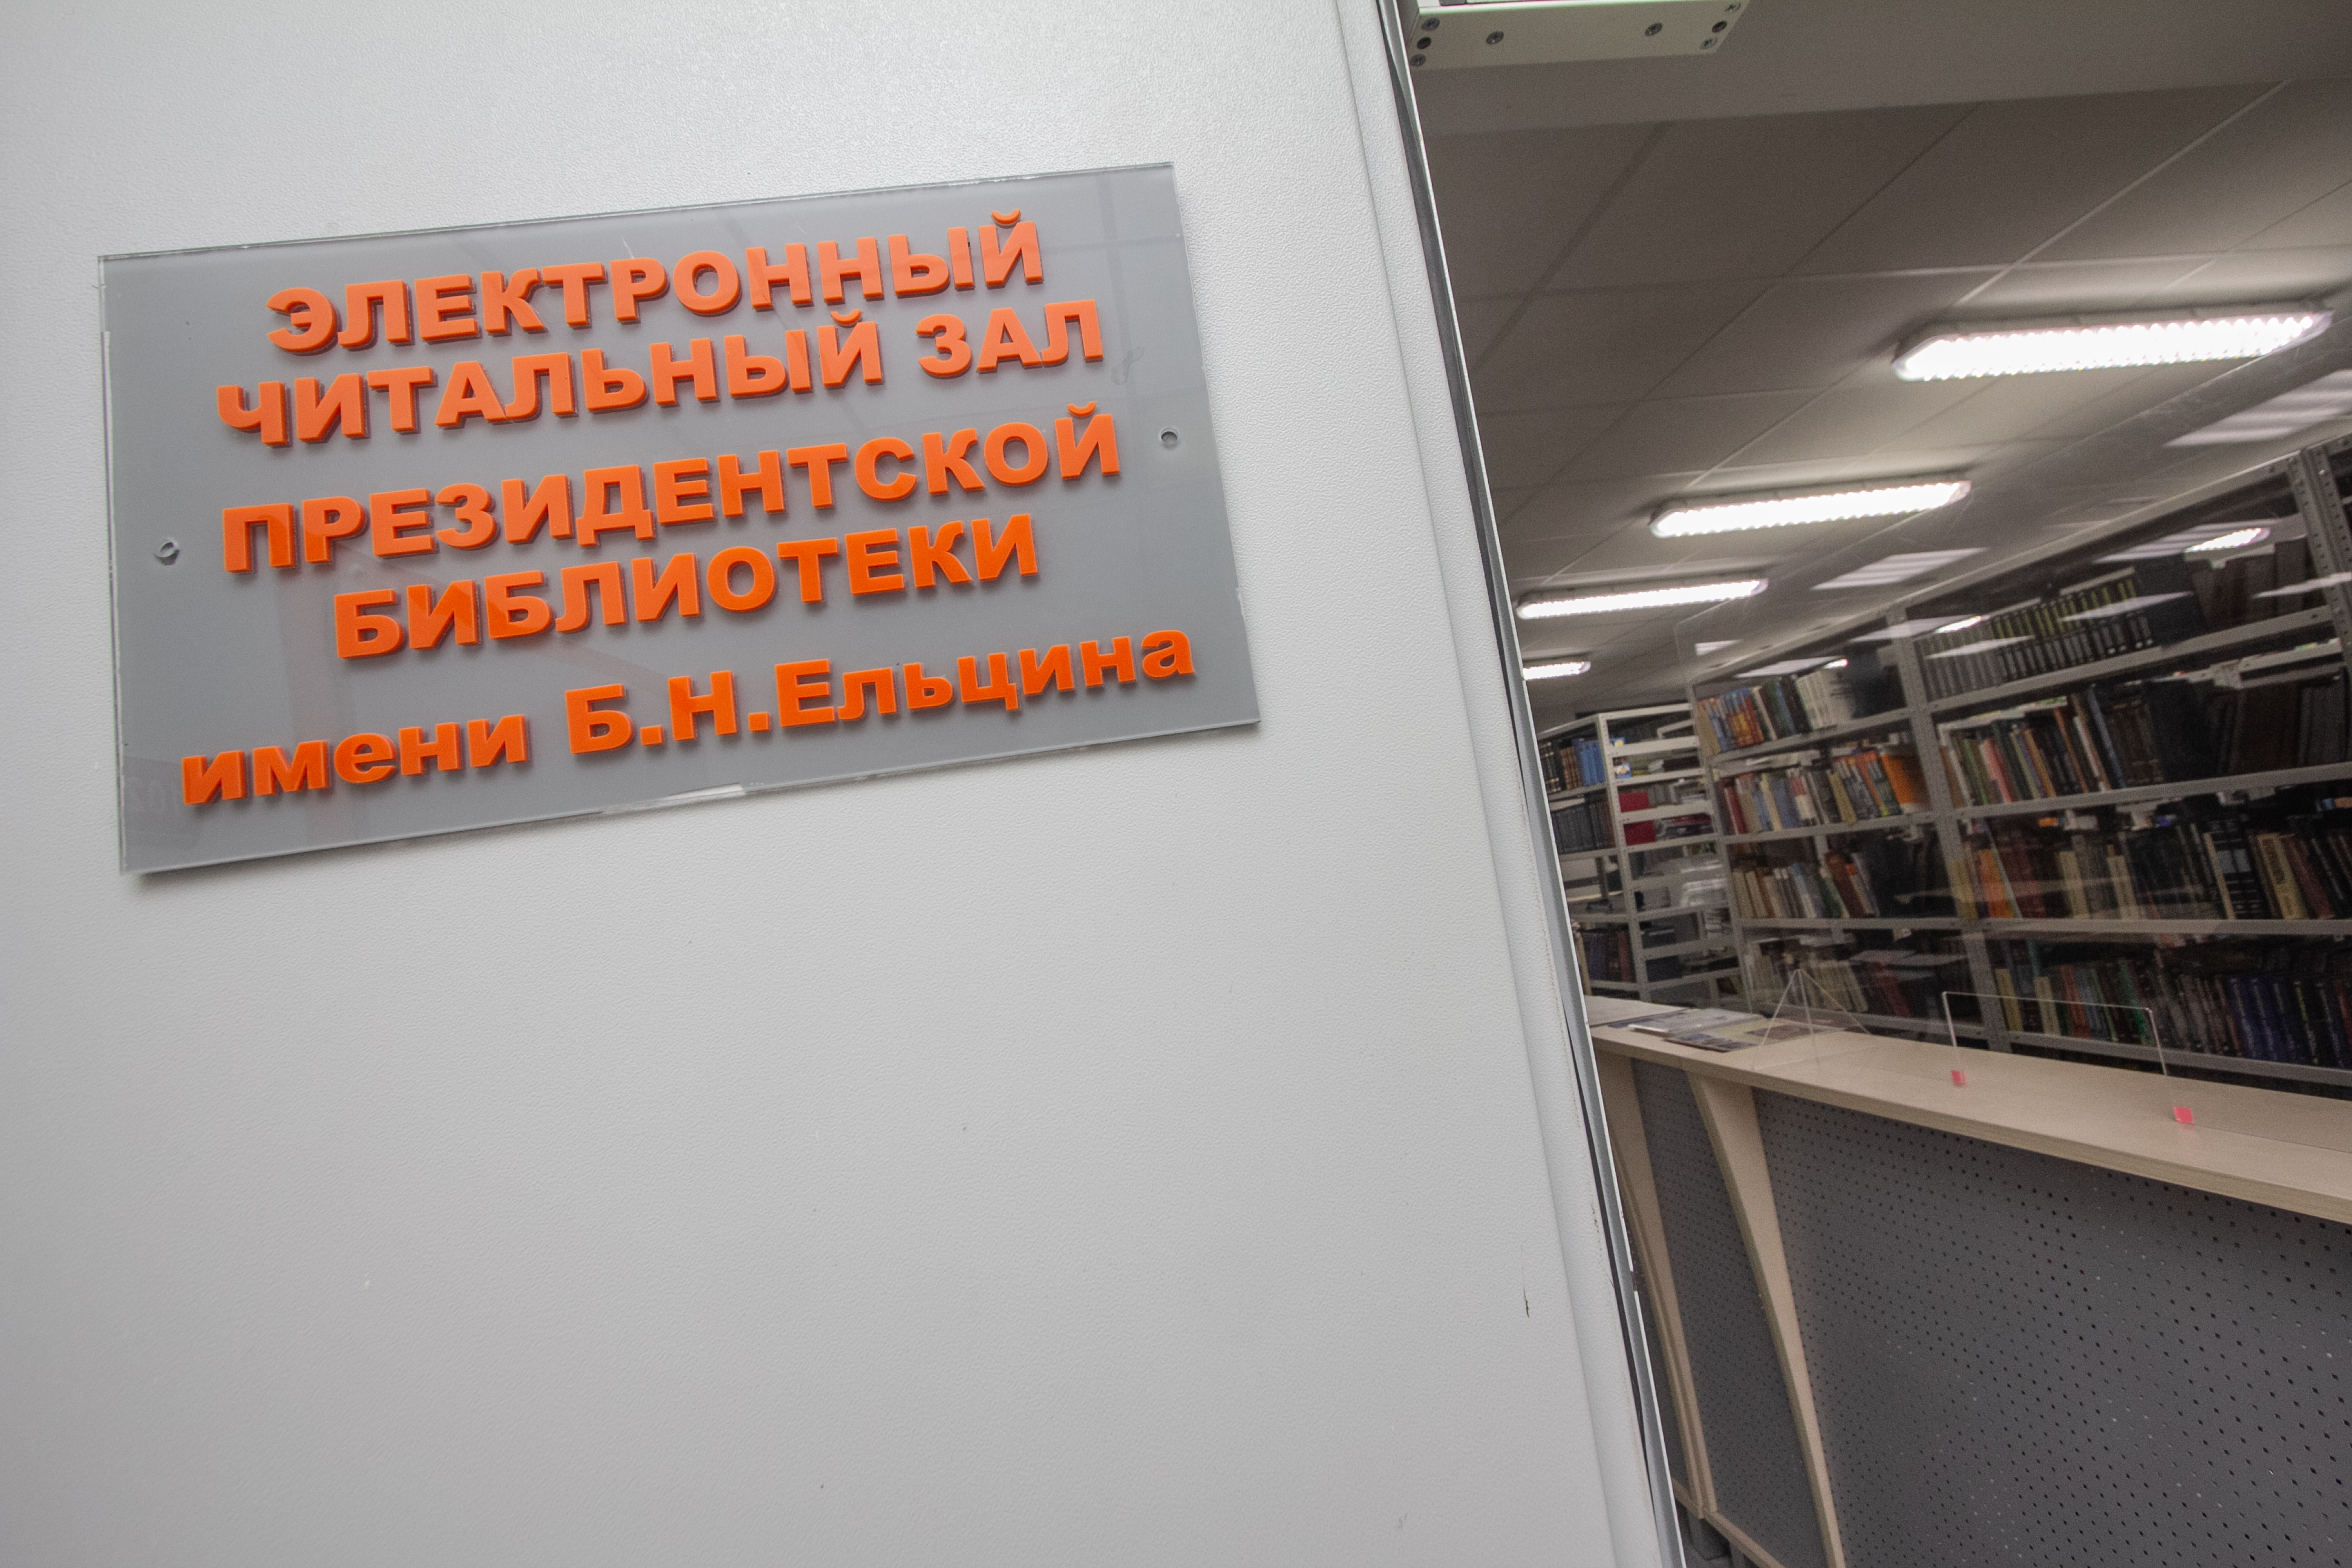 ЭЛЕКТРОННЫЙ
ЧИТАЛЬНЫЙ ЗАЛ
ПРЕЗИДЕНТСКОЙ
БИБЛИОТЕКИ
имени Б.Н.Ельцина